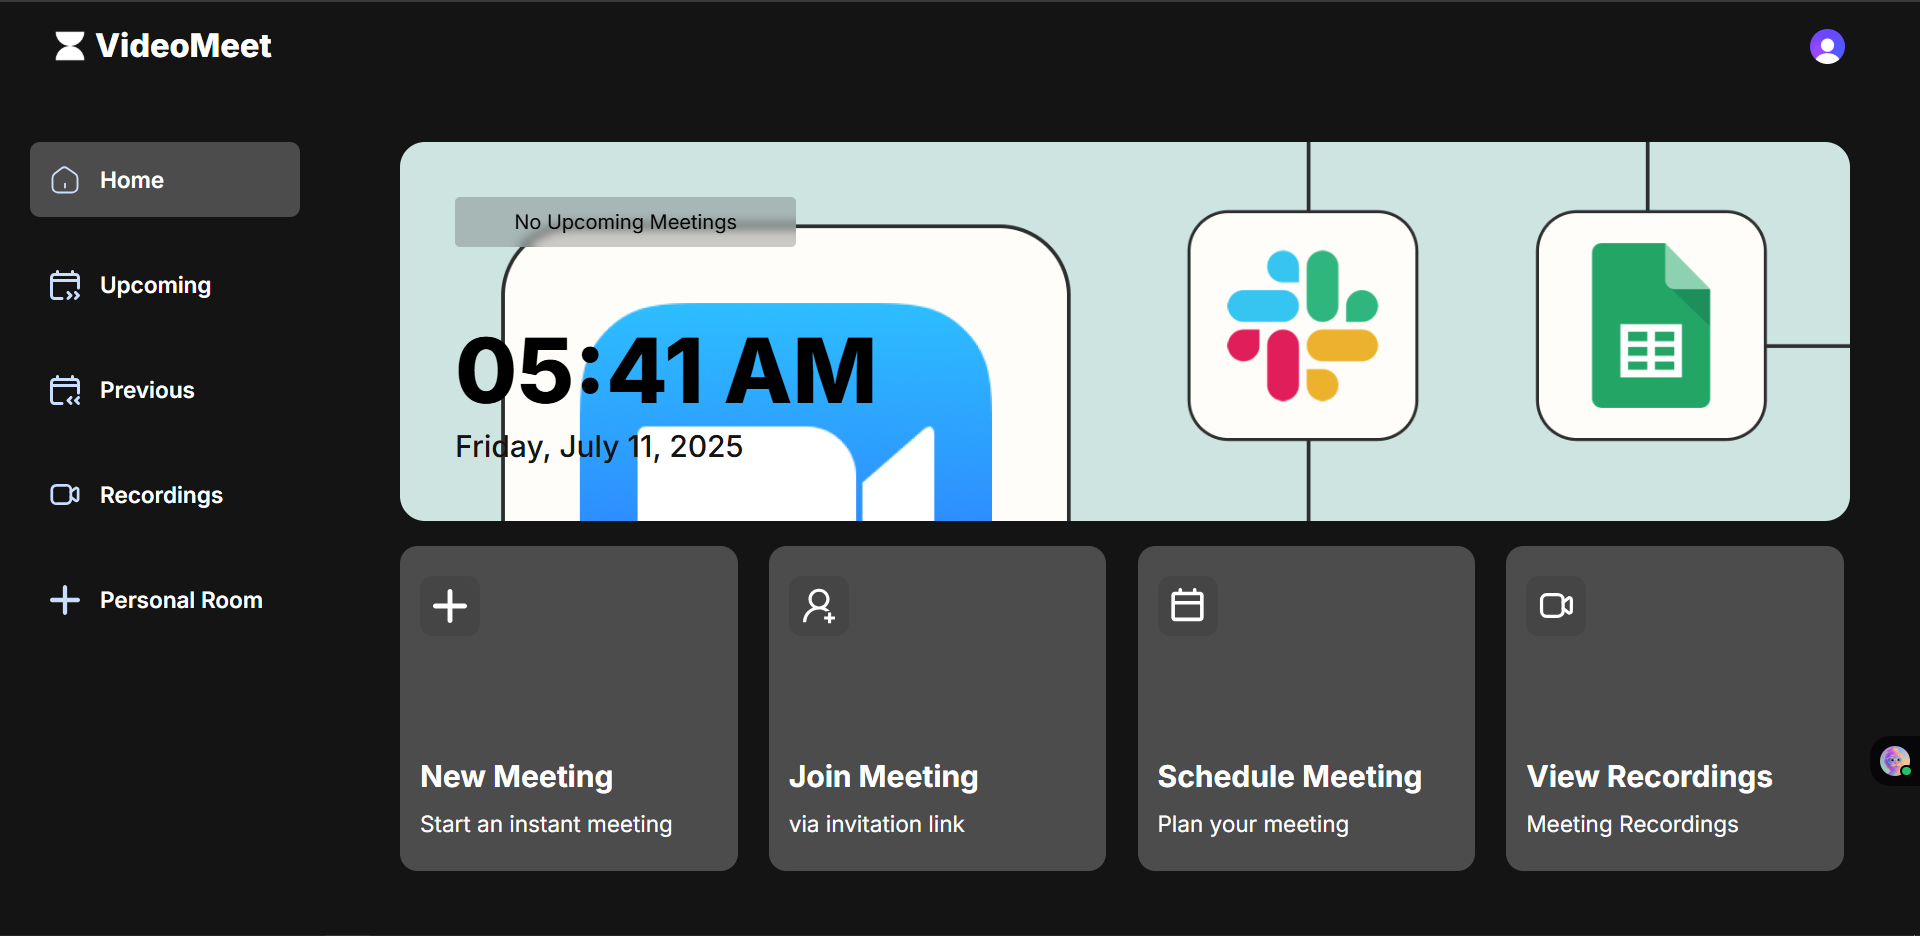 VideoMeet
Home
Upcoming
Previous
Recordings
Personal Room
No Upcoming Meetings
05:41 AM
Friday, July 11, 2025
New Meeting
Start an instant meeting
Join Meeting
via invitation link
Schedule Meeting
Plan your meeting
View Recordings
Meeting Recordings